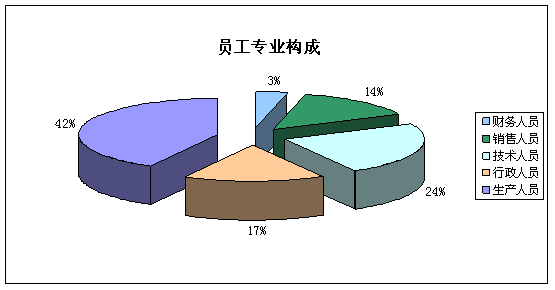 员工专业构成
3%
14%
42%
24%
17%
财务人员
销售人员
技术人员
行政人员
生产人员